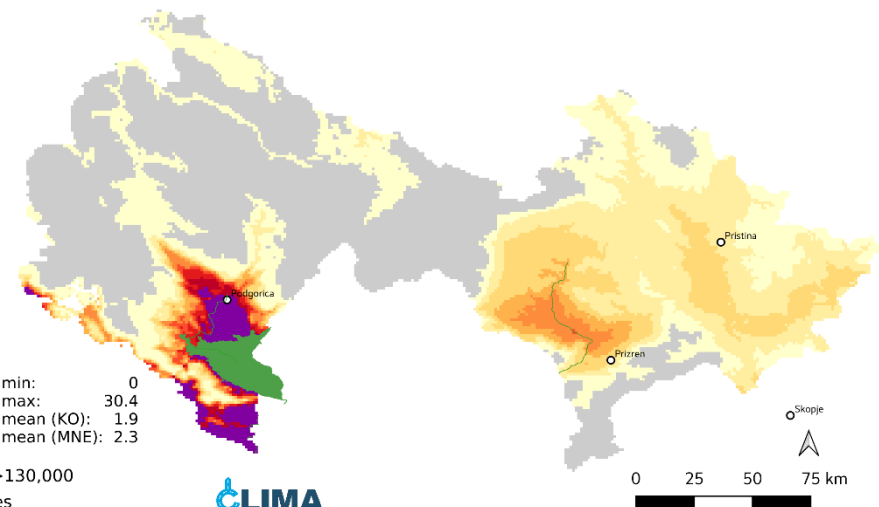 Pristina
Podgorica
Prizren
min: 0
max: 30.4
mean (KO): 1.9
mean (MNE): 2.3
Skopje
130,000
es
CLIMA
0 25 50 75 km